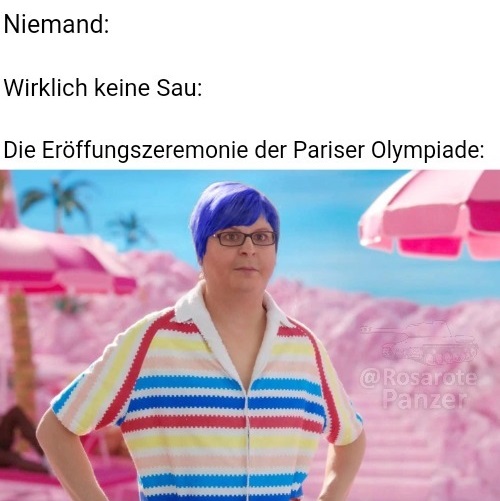 Niemand:
Wirklich keine Sau:
Die Eröffungszeremonie der Pariser Olympiade:
@Rosarote
Panzer